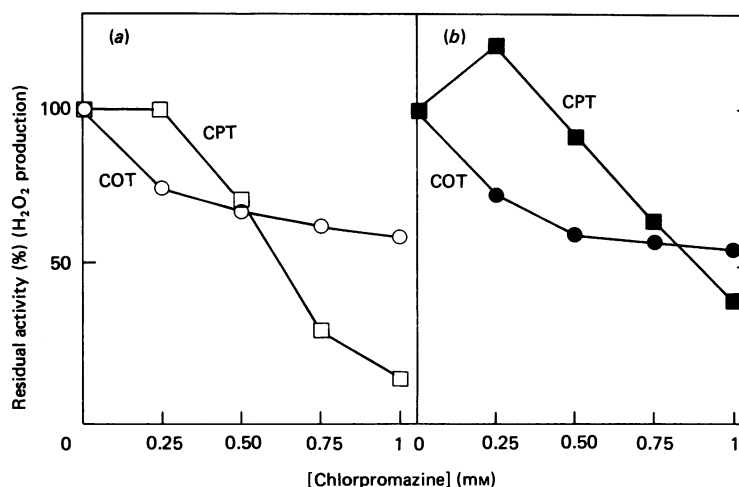 (a)
(b)
Residual activity (%) (H₂O₂ production)
100
50
CPT
COT
CPT
COT
0
0.25
0.50
0.75
1
0
0.25
0.50
0.75
1
[Chlorpromazine] (mM)